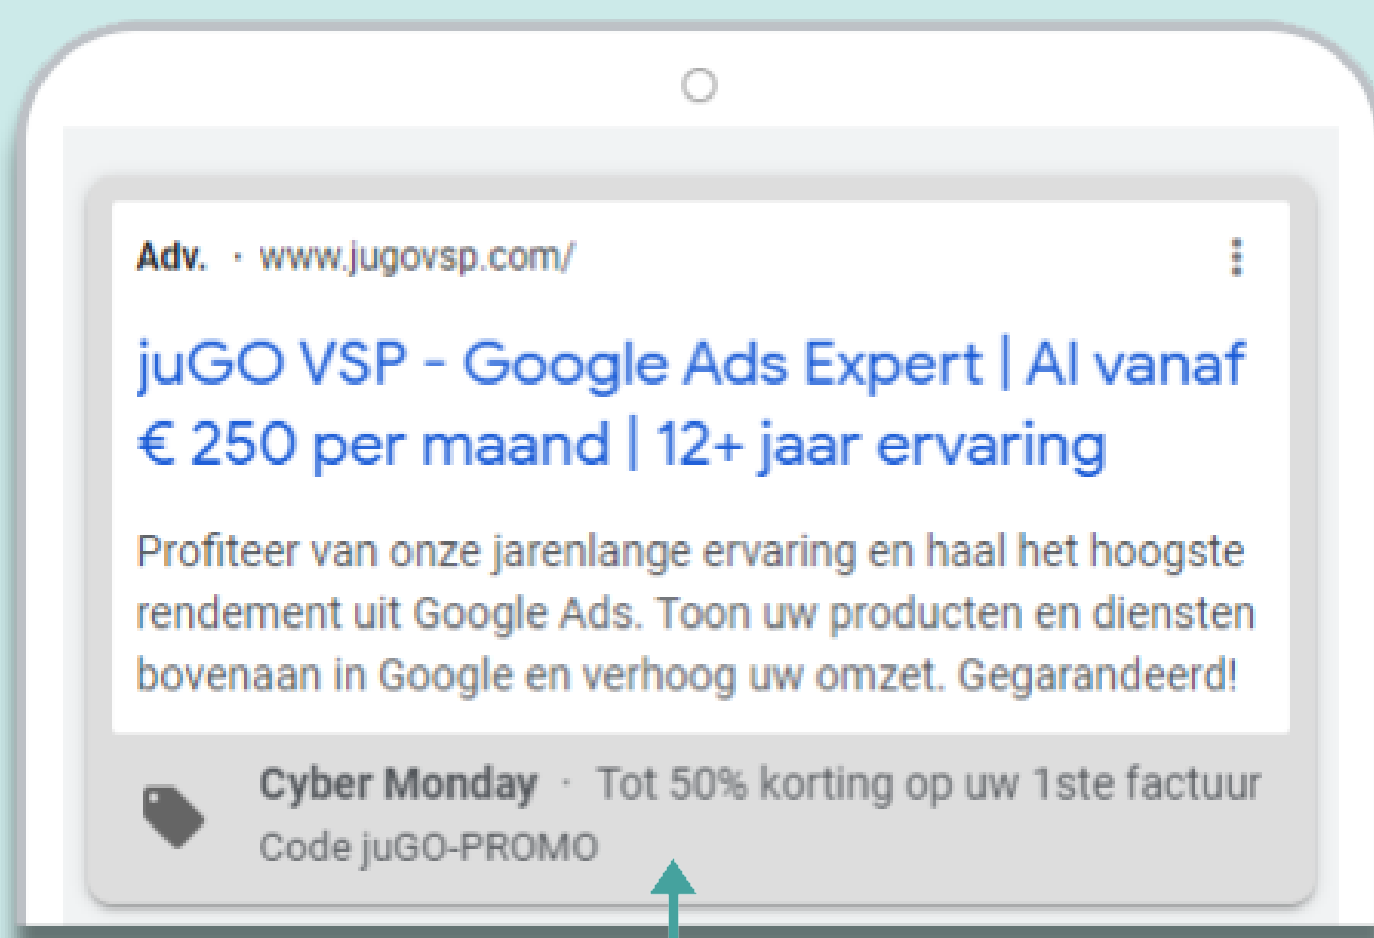 Adv. · www.jugovsp.com/
juGO VSP - Google Ads Expert | AI vanaf
€ 250 per maand | 12+ jaar ervaring
Profiteer van onze jarenlange ervaring en haal het hoogste
rendement uit Google Ads. Toon uw producten en diensten
bovenaan in Google en verhoog uw omzet. Gegarandeerd!
Cyber Monday · Tot 50% korting op uw 1ste factuur
Code juGO-PROMO